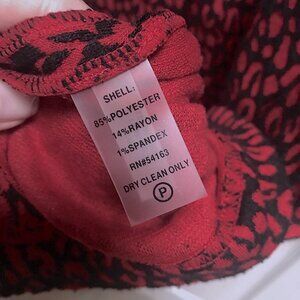 SHELL:
85%POLYESTER
14%RAYON
1%SPANDEX
RN#54163
DRY CLEAN ONLY
P